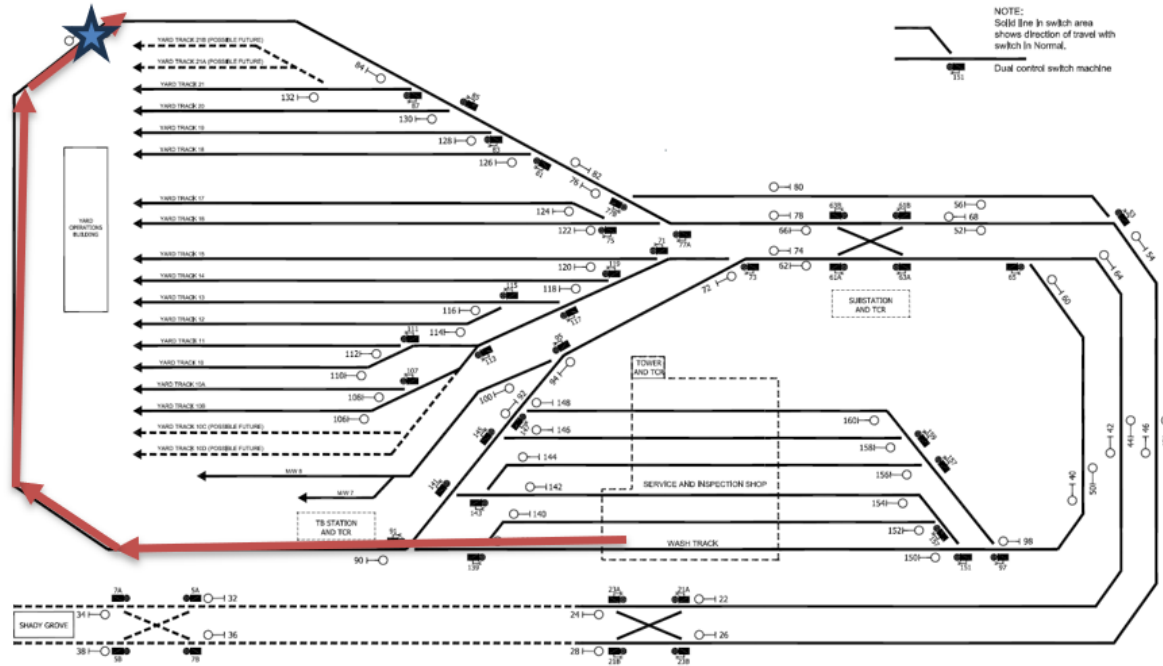 NOTE:
Solid line in switch area
shows direction of travel with
switch in Normal.
Dual control switch machine
151
YARD TRACK 21B (POSSIBLE FUTURE)
YARD TRACK 21A (POSSIBLE FUTURE)
84
YARD TRACK 21
132
87
85
YARD TRACK 20
130
YARD TRACK 19
128
83
YARD TRACK 18
126
81
82
76
77B
80
56
53
YARD TRACK 17
124
YARD TRACK 16
122
75
78
66
63B
61B
68
52
54
YARD
OPERATIONS
BUILDING
71
77A
74
YARD TRACK 15
120
119
62
73
61A
63A
65
64
YARD TRACK 14
118
72
60
YARD TRACK 13
115
116
117
SUBSTATION
AND TCR
YARD TRACK 12
114
YARD TRACK 11
111
112
113
95
YARD TRACK 10
110
107
94
TOWER
AND TCR
YARD TRACK 10A
108
100
92
YARD TRACK 10B
106
148
147
160
YARD TRACK 10C (POSSIBLE FUTURE)
145
146
158
159
42
44
46
YARD TRACK 10D (POSSIBLE FUTURE)
144
156
157
M/W 8
141
142
SERVICE AND INSPECTION SHOP
154
40
50
M/W 7
143
140
152
TB STATION
AND TCR
91
WASH TRACK
98
90
139
150
151
97
7A
5A
32
23A
21A
22
34
24
SHADY GROVE
36
26
38
5B
7B
28
21B
23B